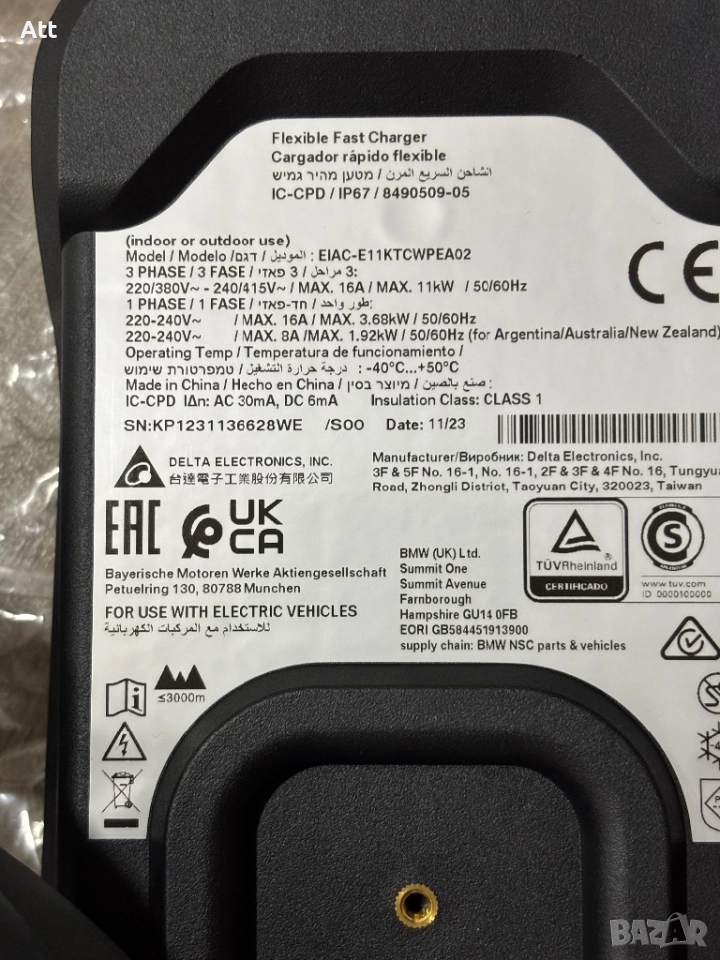 Att
Flexible Fast Charger
Cargador rápido flexible
الشاحن السريع المرن / מטען מהיר גמיש
IC-CPD / IP67 / 8490509-05
(indoor or outdoor use)
Model / Modelo / דגם / الموديل : EIAC-E11KTCWPEA02
3 PHASE / 3 FASE / 3 פאזי / 3 مراحل:
220/380V~ - 240/415V~ / MAX. 16A / MAX. 11kW / 50/60Hz
1 PHASE / 1 FASE / חד-פאזי / طور واحد:
220-240V~ / MAX. 16A / MAX. 3.68kW / 50/60Hz
220-240V~ / MAX. 8A / MAX. 1.92kW / 50/60Hz (for Argentina/Australia/New Zealand)
Operating Temp / Temperatura de funcionamiento /
درجة حرارة التشغيل / טמפרטורת שימוש : -40°C...+50°C
Made in China / Hecho en China / מיוצר בסין / صنع بالصين :
IC-CPD IΔn: AC 30mA, DC 6mA Insulation Class: CLASS 1
SN:KP1231136628WE /S00 Date: 11/23
DELTA ELECTRONICS, INC.
台達電子工業股份有限公司
Manufacturer/Виробник: Delta Electronics, Inc.
3F & 5F No. 16-1, No. 16-1, 2F & 3F & 4F No. 16, Tungyu
Road, Zhongli District, Taoyuan City, 320023, Taiwan
EAC
UK
CA
CE
TÜVRheinland
CERTIFICADO
S
www.tuv.com
ID 0000100000
Bayerische Motoren Werke Aktiengesellschaft
Petuelring 130, 80788 Munchen
FOR USE WITH ELECTRIC VEHICLES
للاستخدام مع المركبات الكهربائية
BMW (UK) Ltd.
Summit One
Summit Avenue
Farnborough
Hampshire GU14 0FB
EORI GB584451913900
supply chain: BMW NSC parts & vehicles
≤3000m
BAZAR